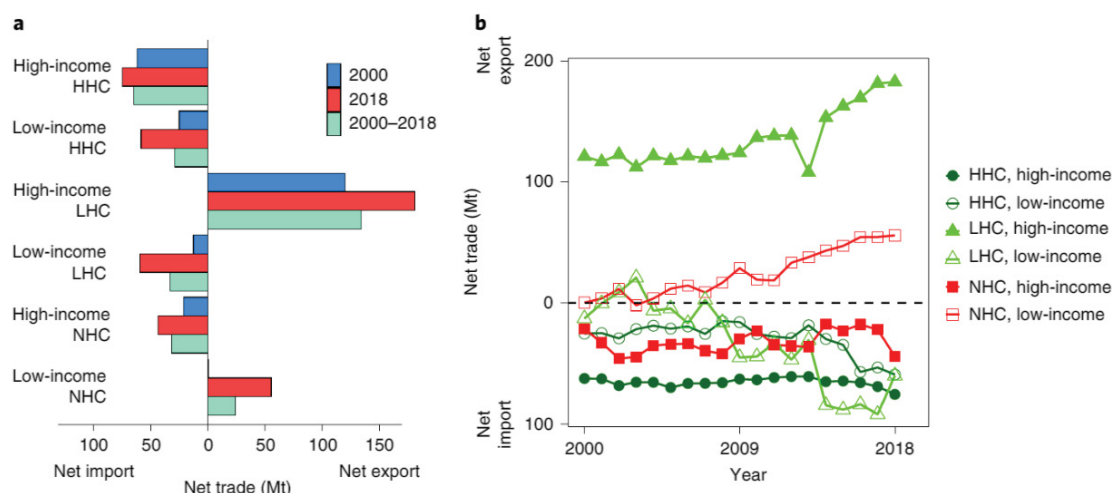 a
High-income
HHC
Low-income
HHC
High-income
LHC
Low-income
LHC
High-income
NHC
Low-income
NHC
2000
2018
2000–2018
100 50 0 50 100 150
Net import Net export
Net trade (Mt)
b
Net export
Net import
Net trade (Mt)
200
100
0
100
2000 2009 2018
Year
HHC, high-income
HHC, low-income
LHC, high-income
LHC, low-income
NHC, high-income
NHC, low-income